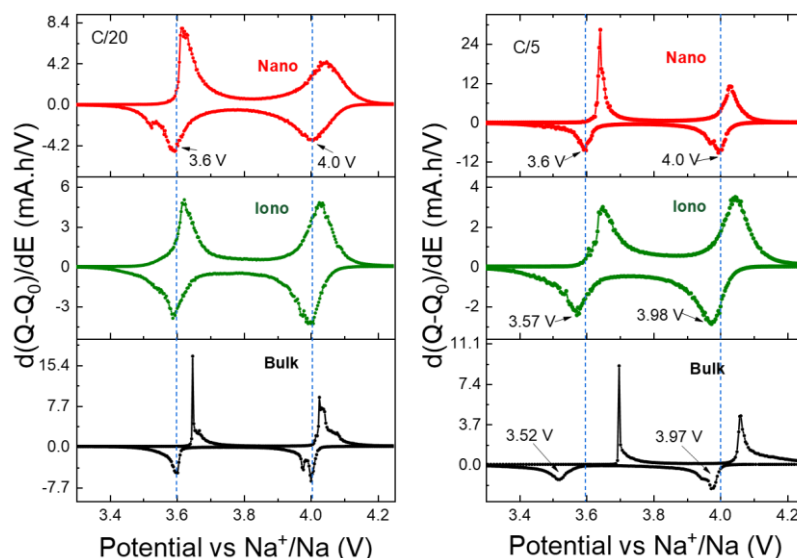 C/20
Nano
8.4
4.2
0.0
-4.2
3.6 V
4.0 V
Iono
6
3
0
-3
Bulk
15.4
7.7
0.0
-7.7
3.4 3.6 3.8 4.0 4.2
d(Q-Q₀)/dE (mA.h/V)
Potential vs Na⁺/Na (V)
C/5
Nano
24
12
0
-12
3.6 V
4.0 V
Iono
4
2
0
-2
3.57 V
3.98 V
Bulk
11.1
7.4
3.7
0.0
3.52 V
3.97 V
3.4 3.6 3.8 4.0 4.2
d(Q-Q₀)/dE (mA.h/V)
Potential vs Na⁺/Na (V)